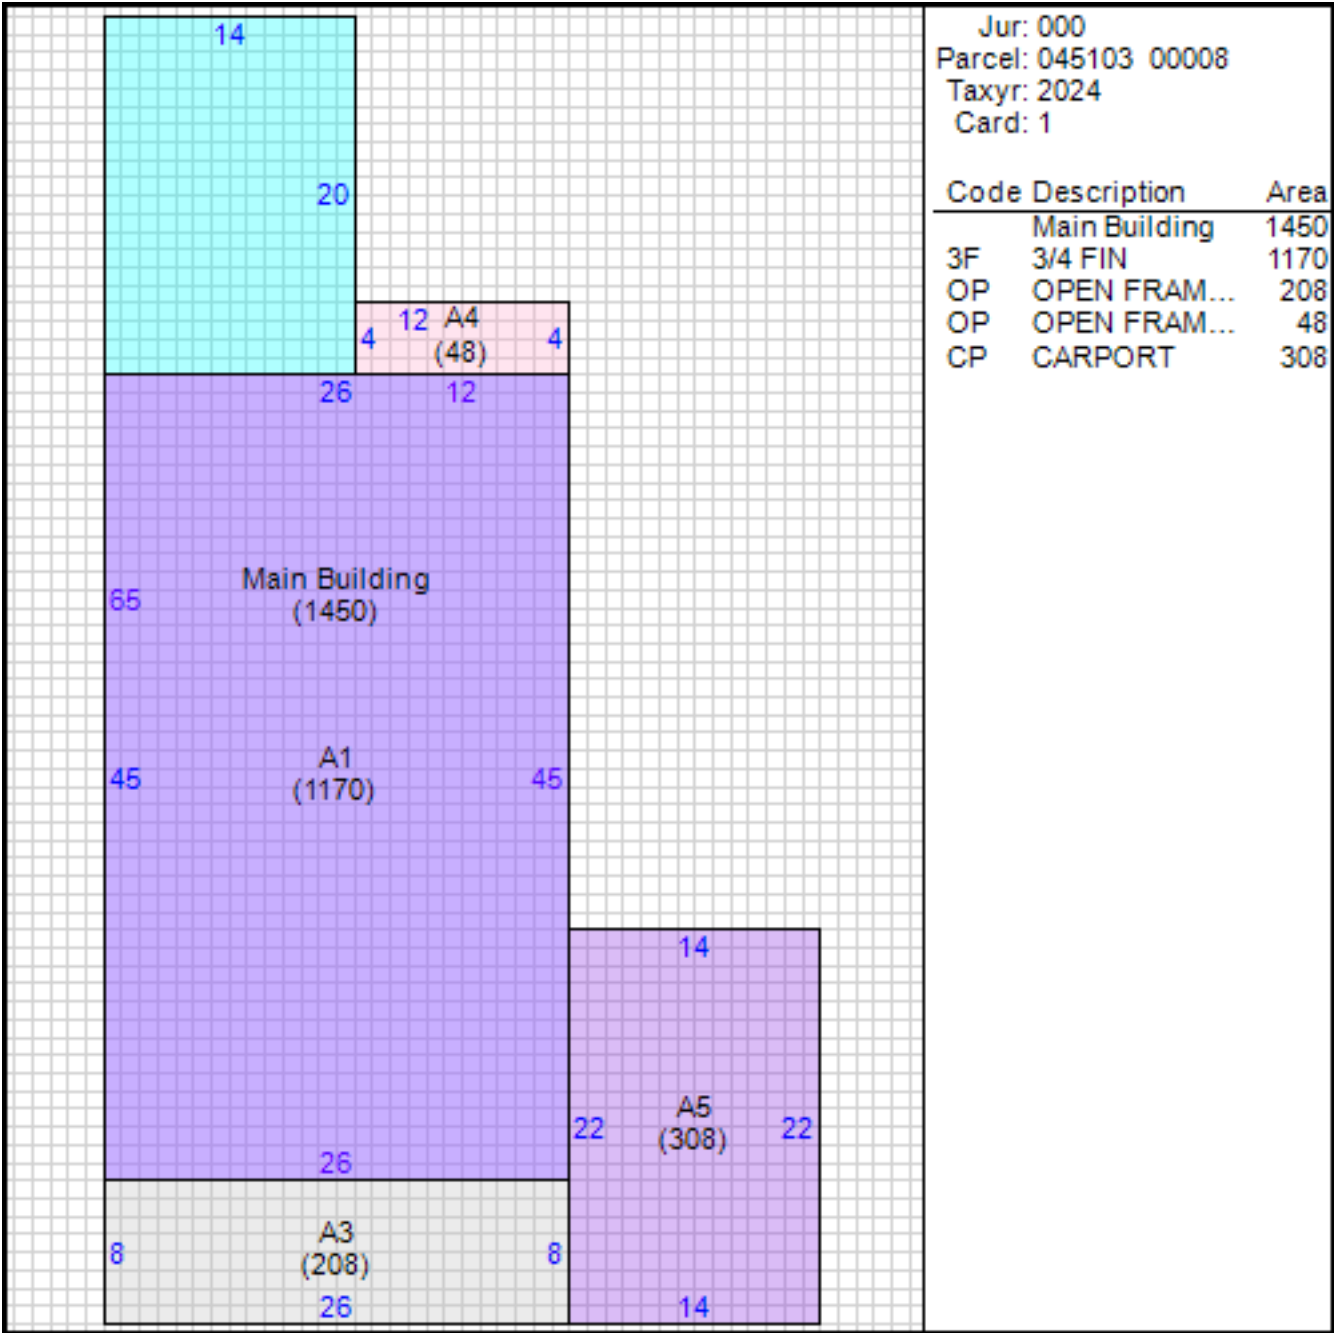 14
20
12 A4
4 (48) 4
26 12
Main Building
65 (1450)
A1
45 (1170) 45
14
A5
22 (308) 22
26
A3
8 (208) 8
26 14
Jur: 000
Parcel: 045103 00008
Taxyr: 2024
Card: 1
Code Description Area
Main Building 1450
3F 3/4 FIN 1170
OP OPEN FRAM... 208
OP OPEN FRAM... 48
CP CARPORT 308